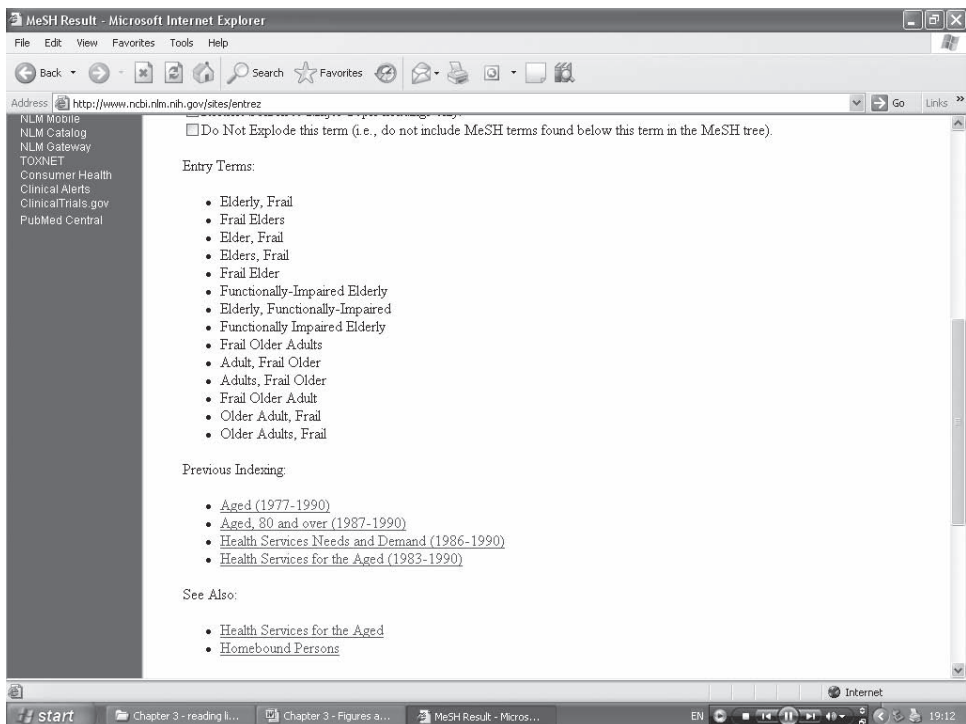 MeSH Result - Microsoft Internet Explorer
File Edit View Favorites Tools Help
Back Search Favorites
Address http://www.ncbi.nlm.nih.gov/sites/entrez Go Links »
NLM Mobile
NLM Catalog
NLM Gateway
TOXNET
Consumer Health
Clinical Alerts
ClinicalTrials.gov
PubMed Central
Do Not Explode this term (i.e., do not include MeSH terms found below this term in the MeSH tree).
Entry Terms:
• Elderly, Frail
• Frail Elders
• Elder, Frail
• Elders, Frail
• Frail Elder
• Functionally-Impaired Elderly
• Elderly, Functionally-Impaired
• Functionally Impaired Elderly
• Frail Older Adults
• Adult, Frail Older
• Adults, Frail Older
• Frail Older Adult
• Older Adult, Frail
• Older Adults, Frail
Previous Indexing:
• Aged (1977-1990)
• Aged, 80 and over (1987-1990)
• Health Services Needs and Demand (1986-1990)
• Health Services for the Aged (1983-1990)
See Also:
• Health Services for the Aged
• Homebound Persons
Internet
start Chapter 3 - reading li... Chapter 3 - Figures a... MeSH Result - Micros... EN 19:12